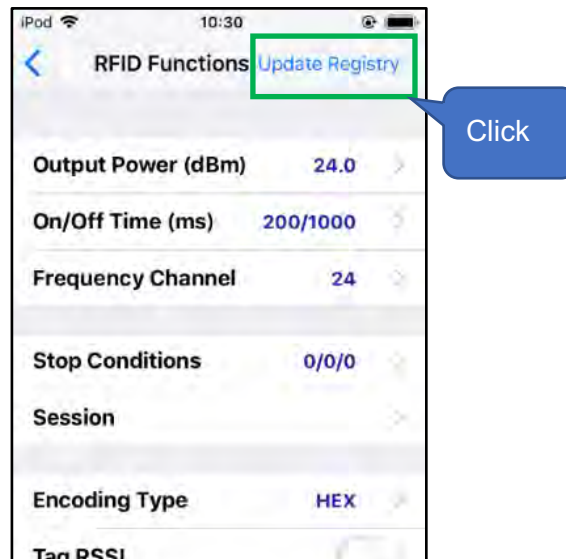 iPod 10:30
RFID Functions Update Registry
Click
Output Power (dBm) 24.0
On/Off Time (ms) 200/1000
Frequency Channel 24
Stop Conditions 0/0/0
Session
Encoding Type HEX
Tag RSSI